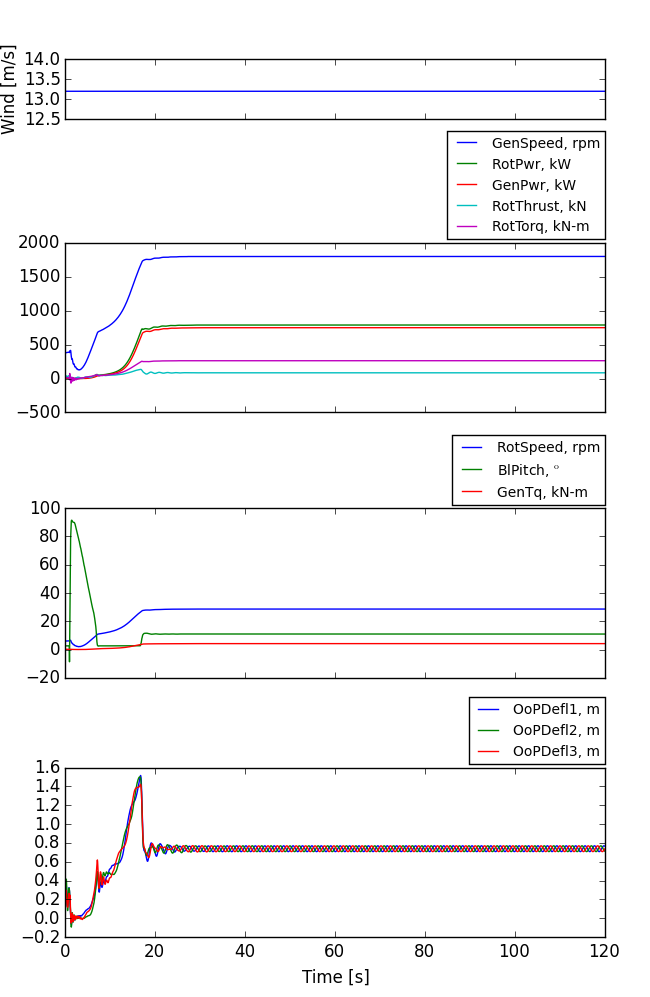 Wind [m/s]
14.0
13.5
13.0
12.5
GenSpeed, rpm
RotPwr, kW
GenPwr, kW
RotThrust, kN
RotTorq, kN-m
2000
1500
1000
500
0
−500
RotSpeed, rpm
BlPitch, °
GenTq, kN-m
100
80
60
40
20
0
−20
OoPDefl1, m
OoPDefl2, m
OoPDefl3, m
1.6
1.4
1.2
1.0
0.8
0.6
0.4
0.2
0.0
−0.2
0 20 40 60 80 100 120
Time [s]